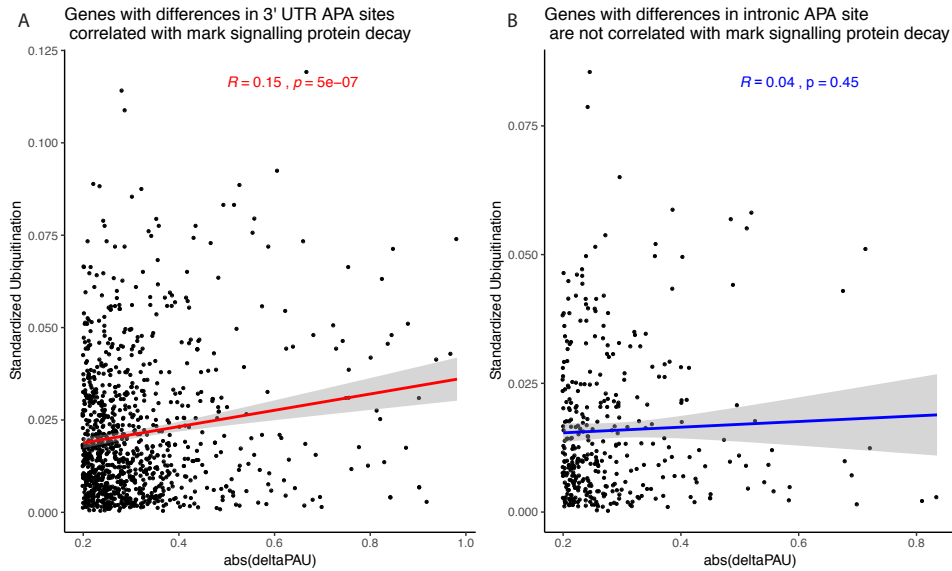 A
Genes with differences in 3' UTR APA sites
correlated with mark signalling protein decay
R = 0.15 , p = 5e−07
Standardized Ubiquitination
0.125
0.100
0.075
0.050
0.025
0.000
0.2 0.4 0.6 0.8 1.0
abs(deltaPAU)
B
Genes with differences in intronic APA site
are not correlated with mark signalling protein decay
R = 0.04 , p = 0.45
Standardized Ubiquitination
0.075
0.050
0.025
0.000
0.2 0.4 0.6 0.8
abs(deltaPAU)